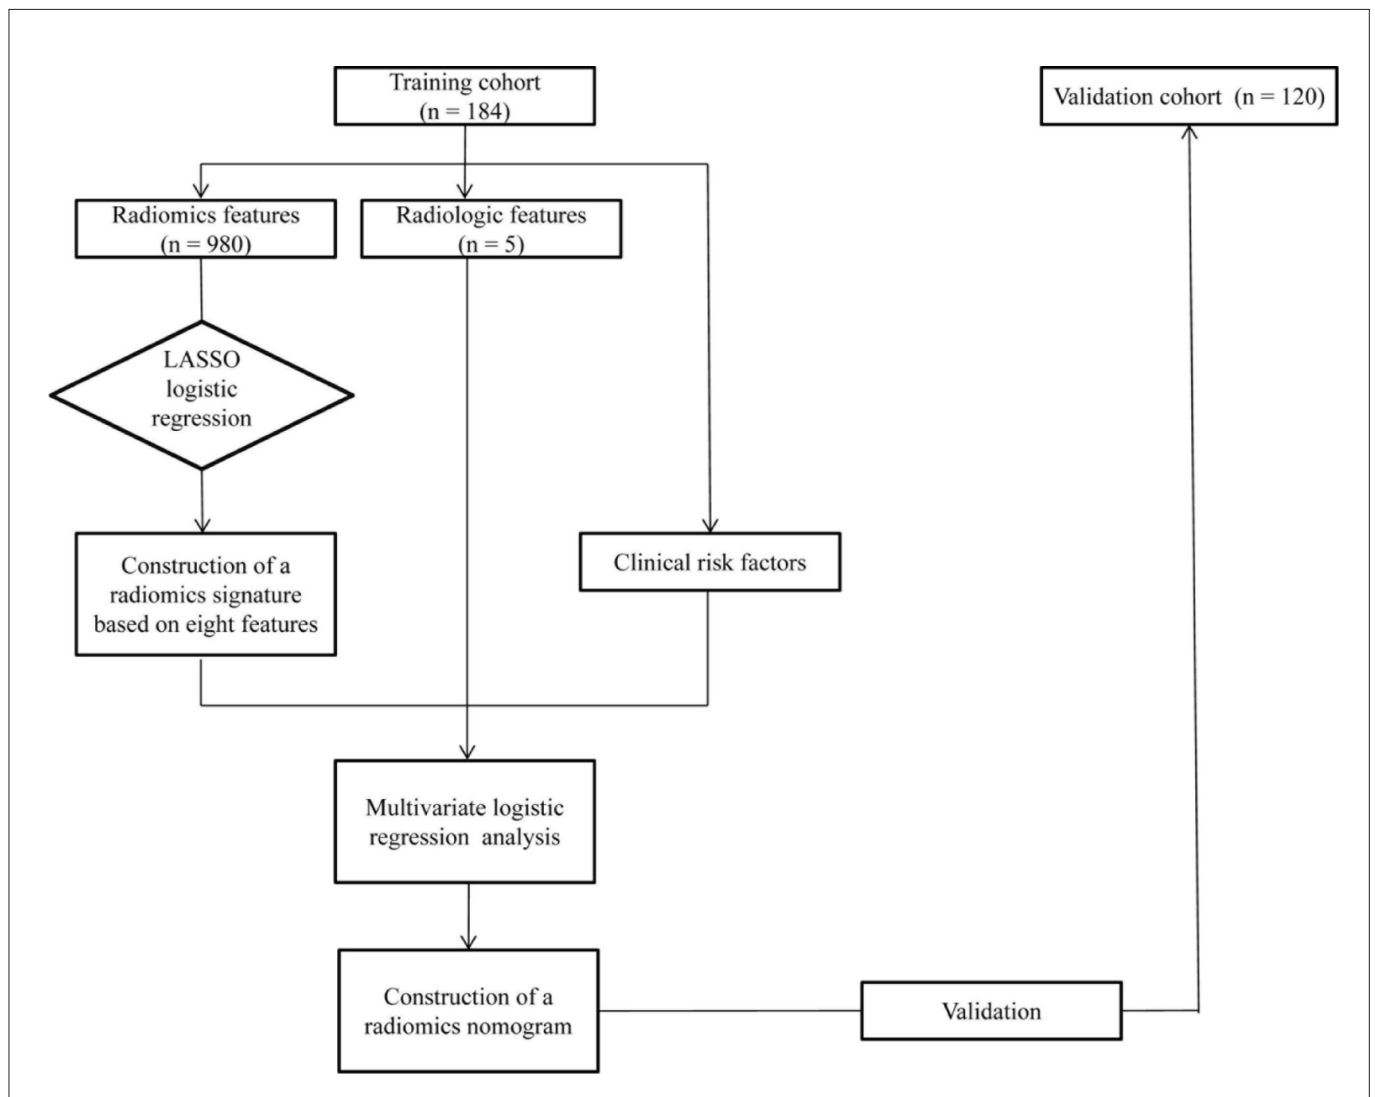 Training cohort
(n = 184)
Validation cohort (n = 120)
Radiomics features
(n = 980)
Radiologic features
(n = 5)
LASSO
logistic
regression
Construction of a
radiomics signature
based on eight features
Clinical risk factors
Multivariate logistic
regression analysis
Construction of a
radiomics nomogram
Validation